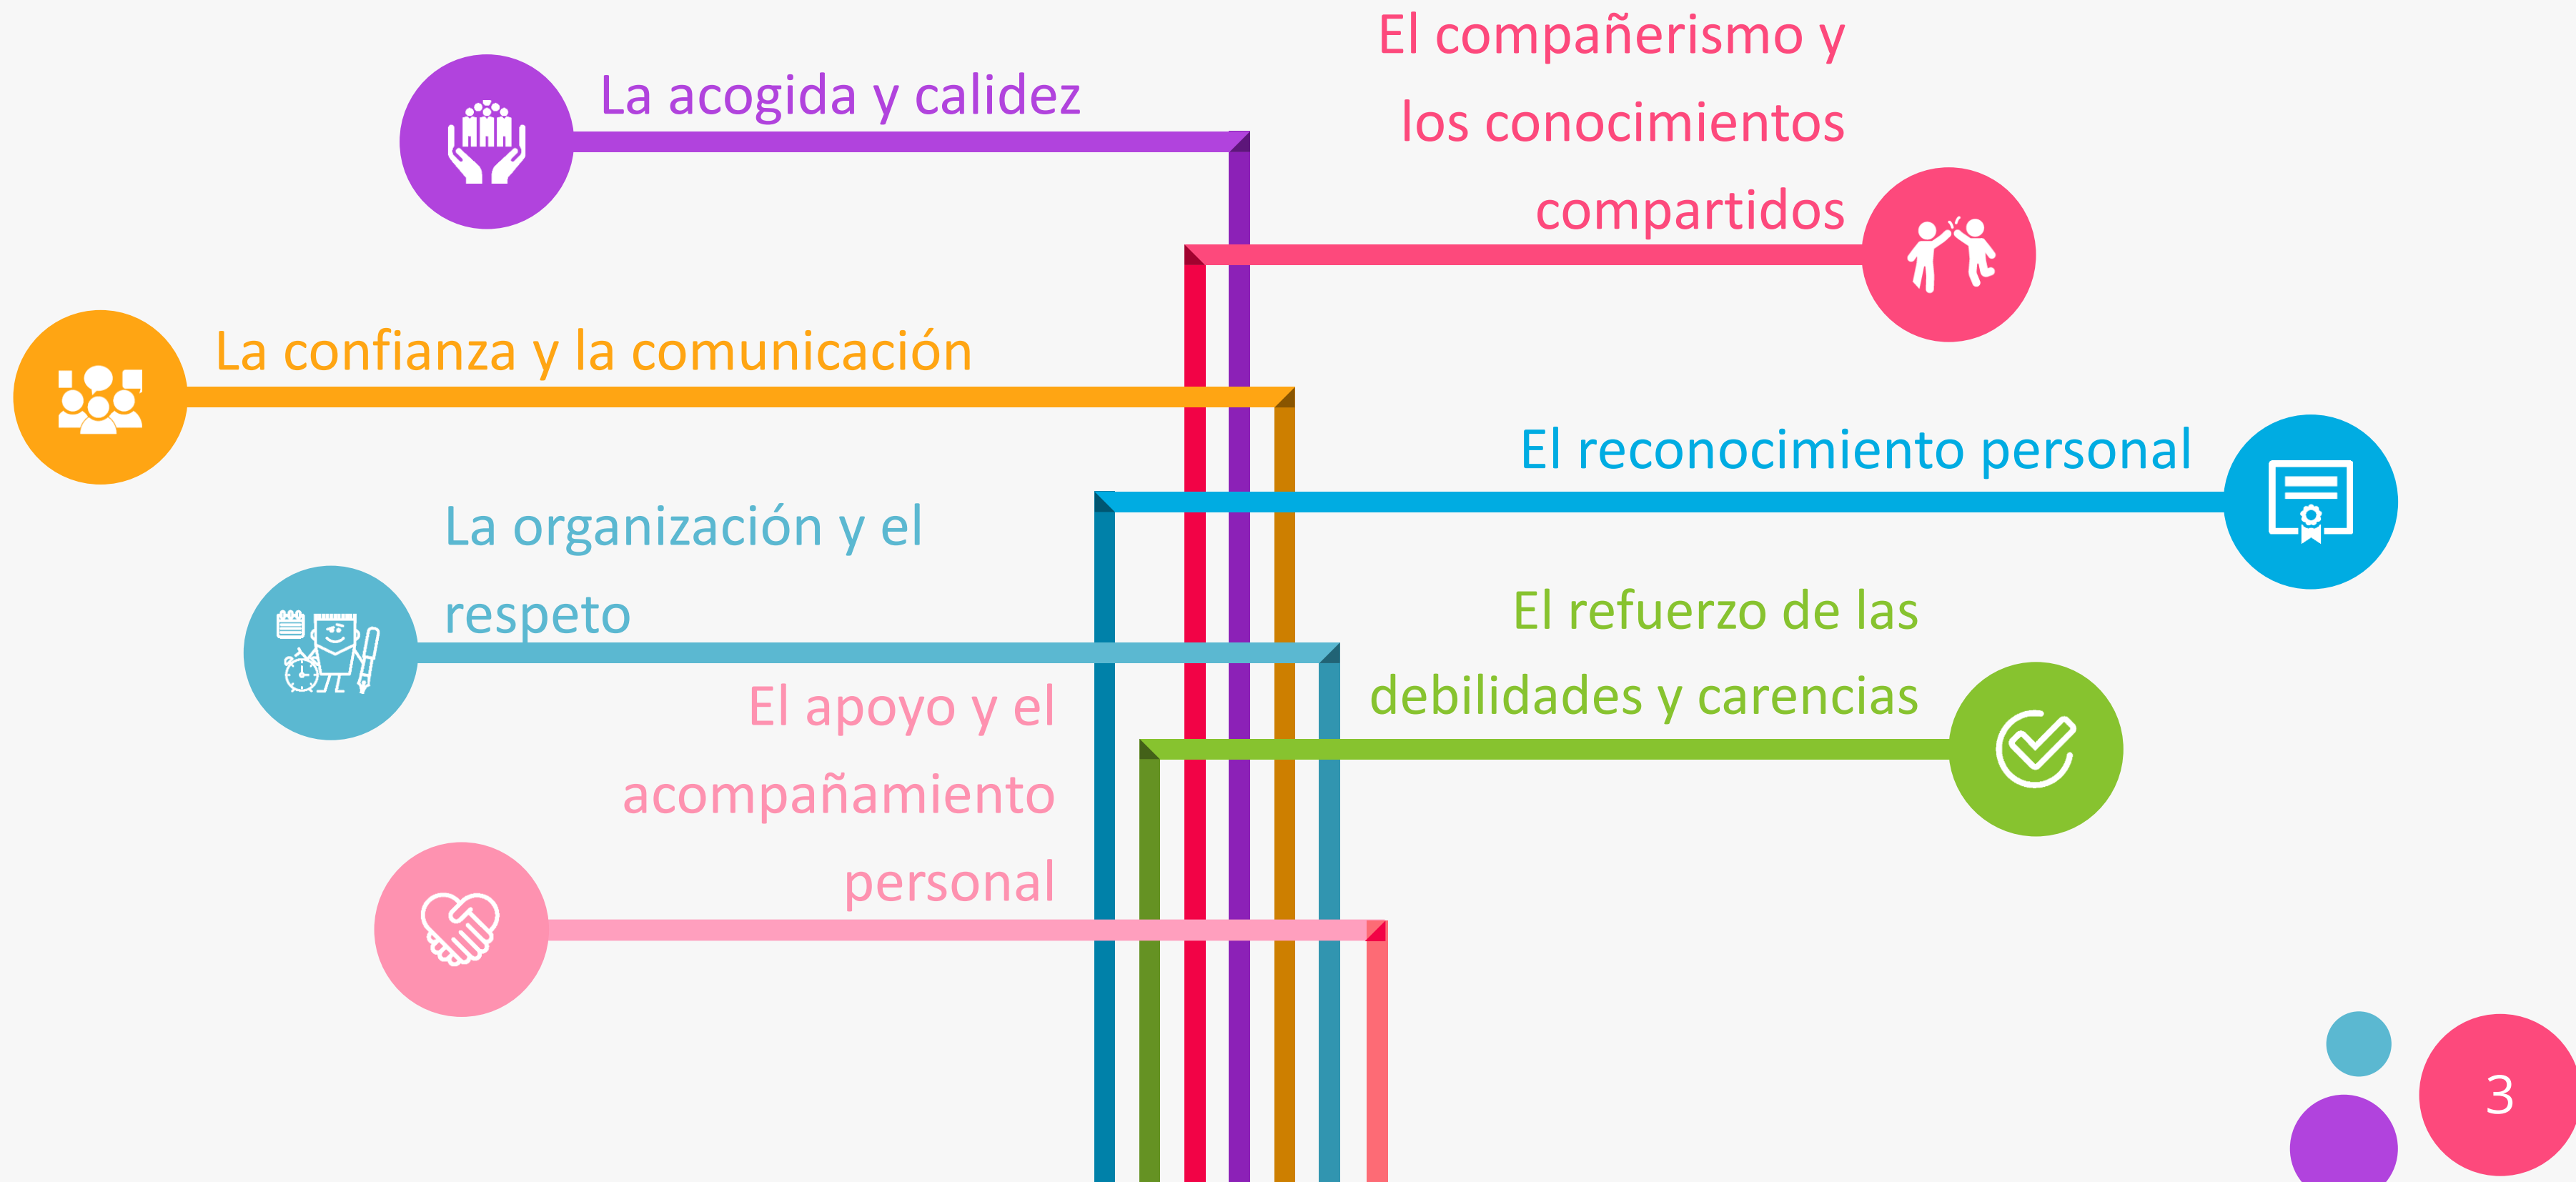 La acogida y calidez
El compañerismo y
los conocimientos
compartidos
La confianza y la comunicación
El reconocimiento personal
La organización y el
respeto
El refuerzo de las
debilidades y carencias
El apoyo y el
acompañamiento
personal
3